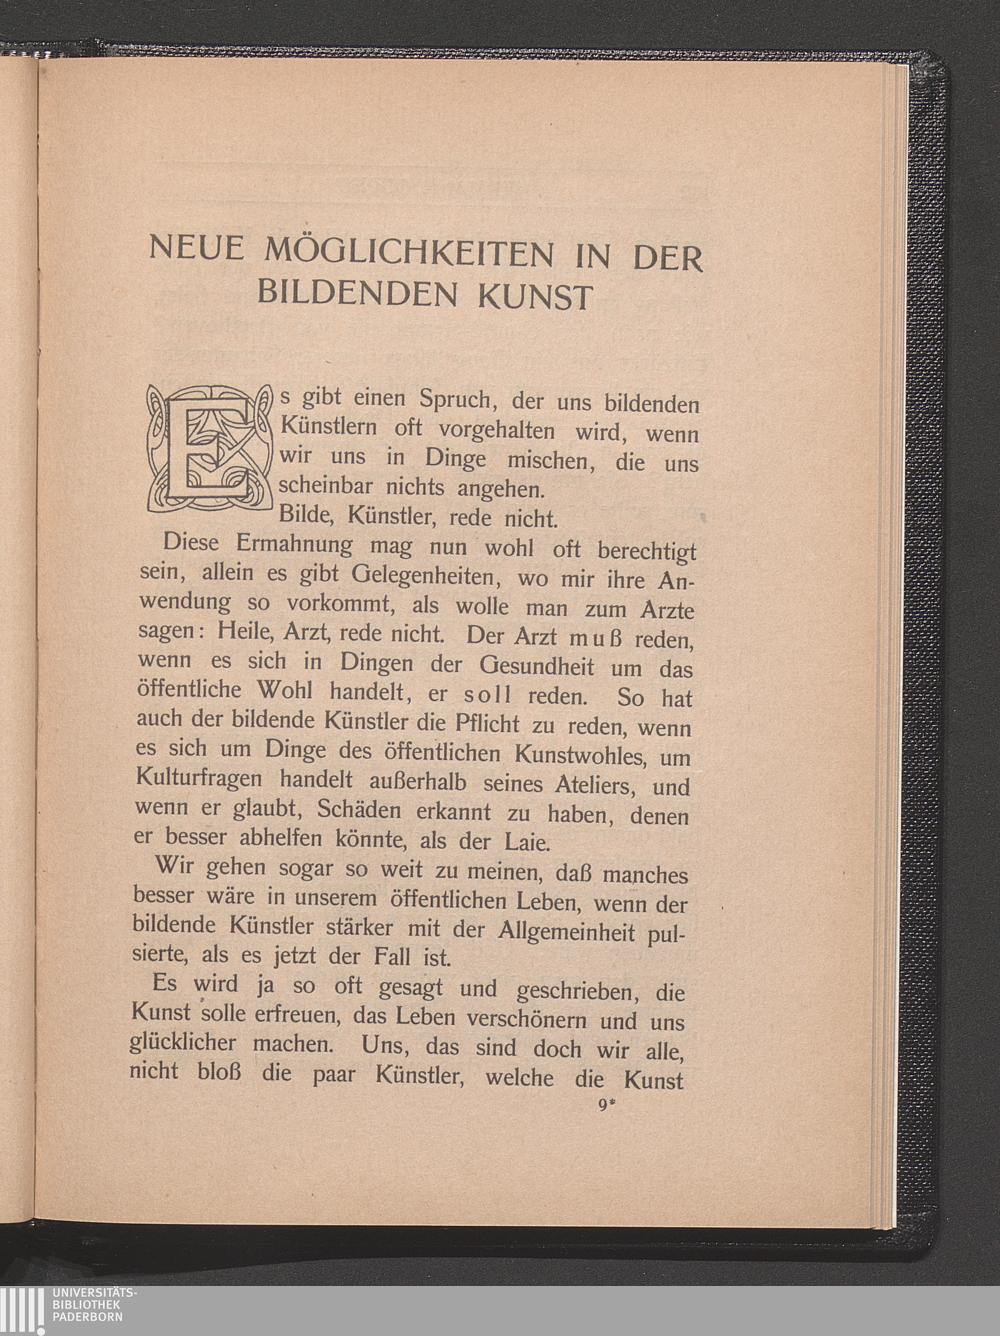 NEUE MÖGLICHKEITEN IN DER
BILDENDEN KUNST
Es gibt einen Spruch, der uns bildenden
Künstlern oft vorgehalten wird, wenn
wir uns in Dinge mischen, die uns
scheinbar nichts angehen.
Bilde, Künstler, rede nicht.
Diese Ermahnung mag nun wohl oft berechtigt
sein, allein es gibt Gelegenheiten, wo mir ihre An-
wendung so vorkommt, als wolle man zum Arzte
sagen: Heile, Arzt, rede nicht. Der Arzt muß reden,
wenn es sich in Dingen der Gesundheit um das
öffentliche Wohl handelt, er soll reden. So hat
auch der bildende Künstler die Pflicht zu reden, wenn
es sich um Dinge des öffentlichen Kunstwohles, um
Kulturfragen handelt außerhalb seines Ateliers, und
wenn er glaubt, Schäden erkannt zu haben, denen
er besser abhelfen könnte, als der Laie.
Wir gehen sogar so weit zu meinen, daß manches
besser wäre in unserem öffentlichen Leben, wenn der
bildende Künstler stärker mit der Allgemeinheit pul-
sierte, als es jetzt der Fall ist.
Es wird ja so oft gesagt und geschrieben, die
Kunst solle erfreuen, das Leben verschönern und uns
glücklicher machen. Uns, das sind doch wir alle,
nicht bloß die paar Künstler, welche die Kunst
9*
UNIVERSITÄTS-
BIBLIOTHEK
PADERBORN